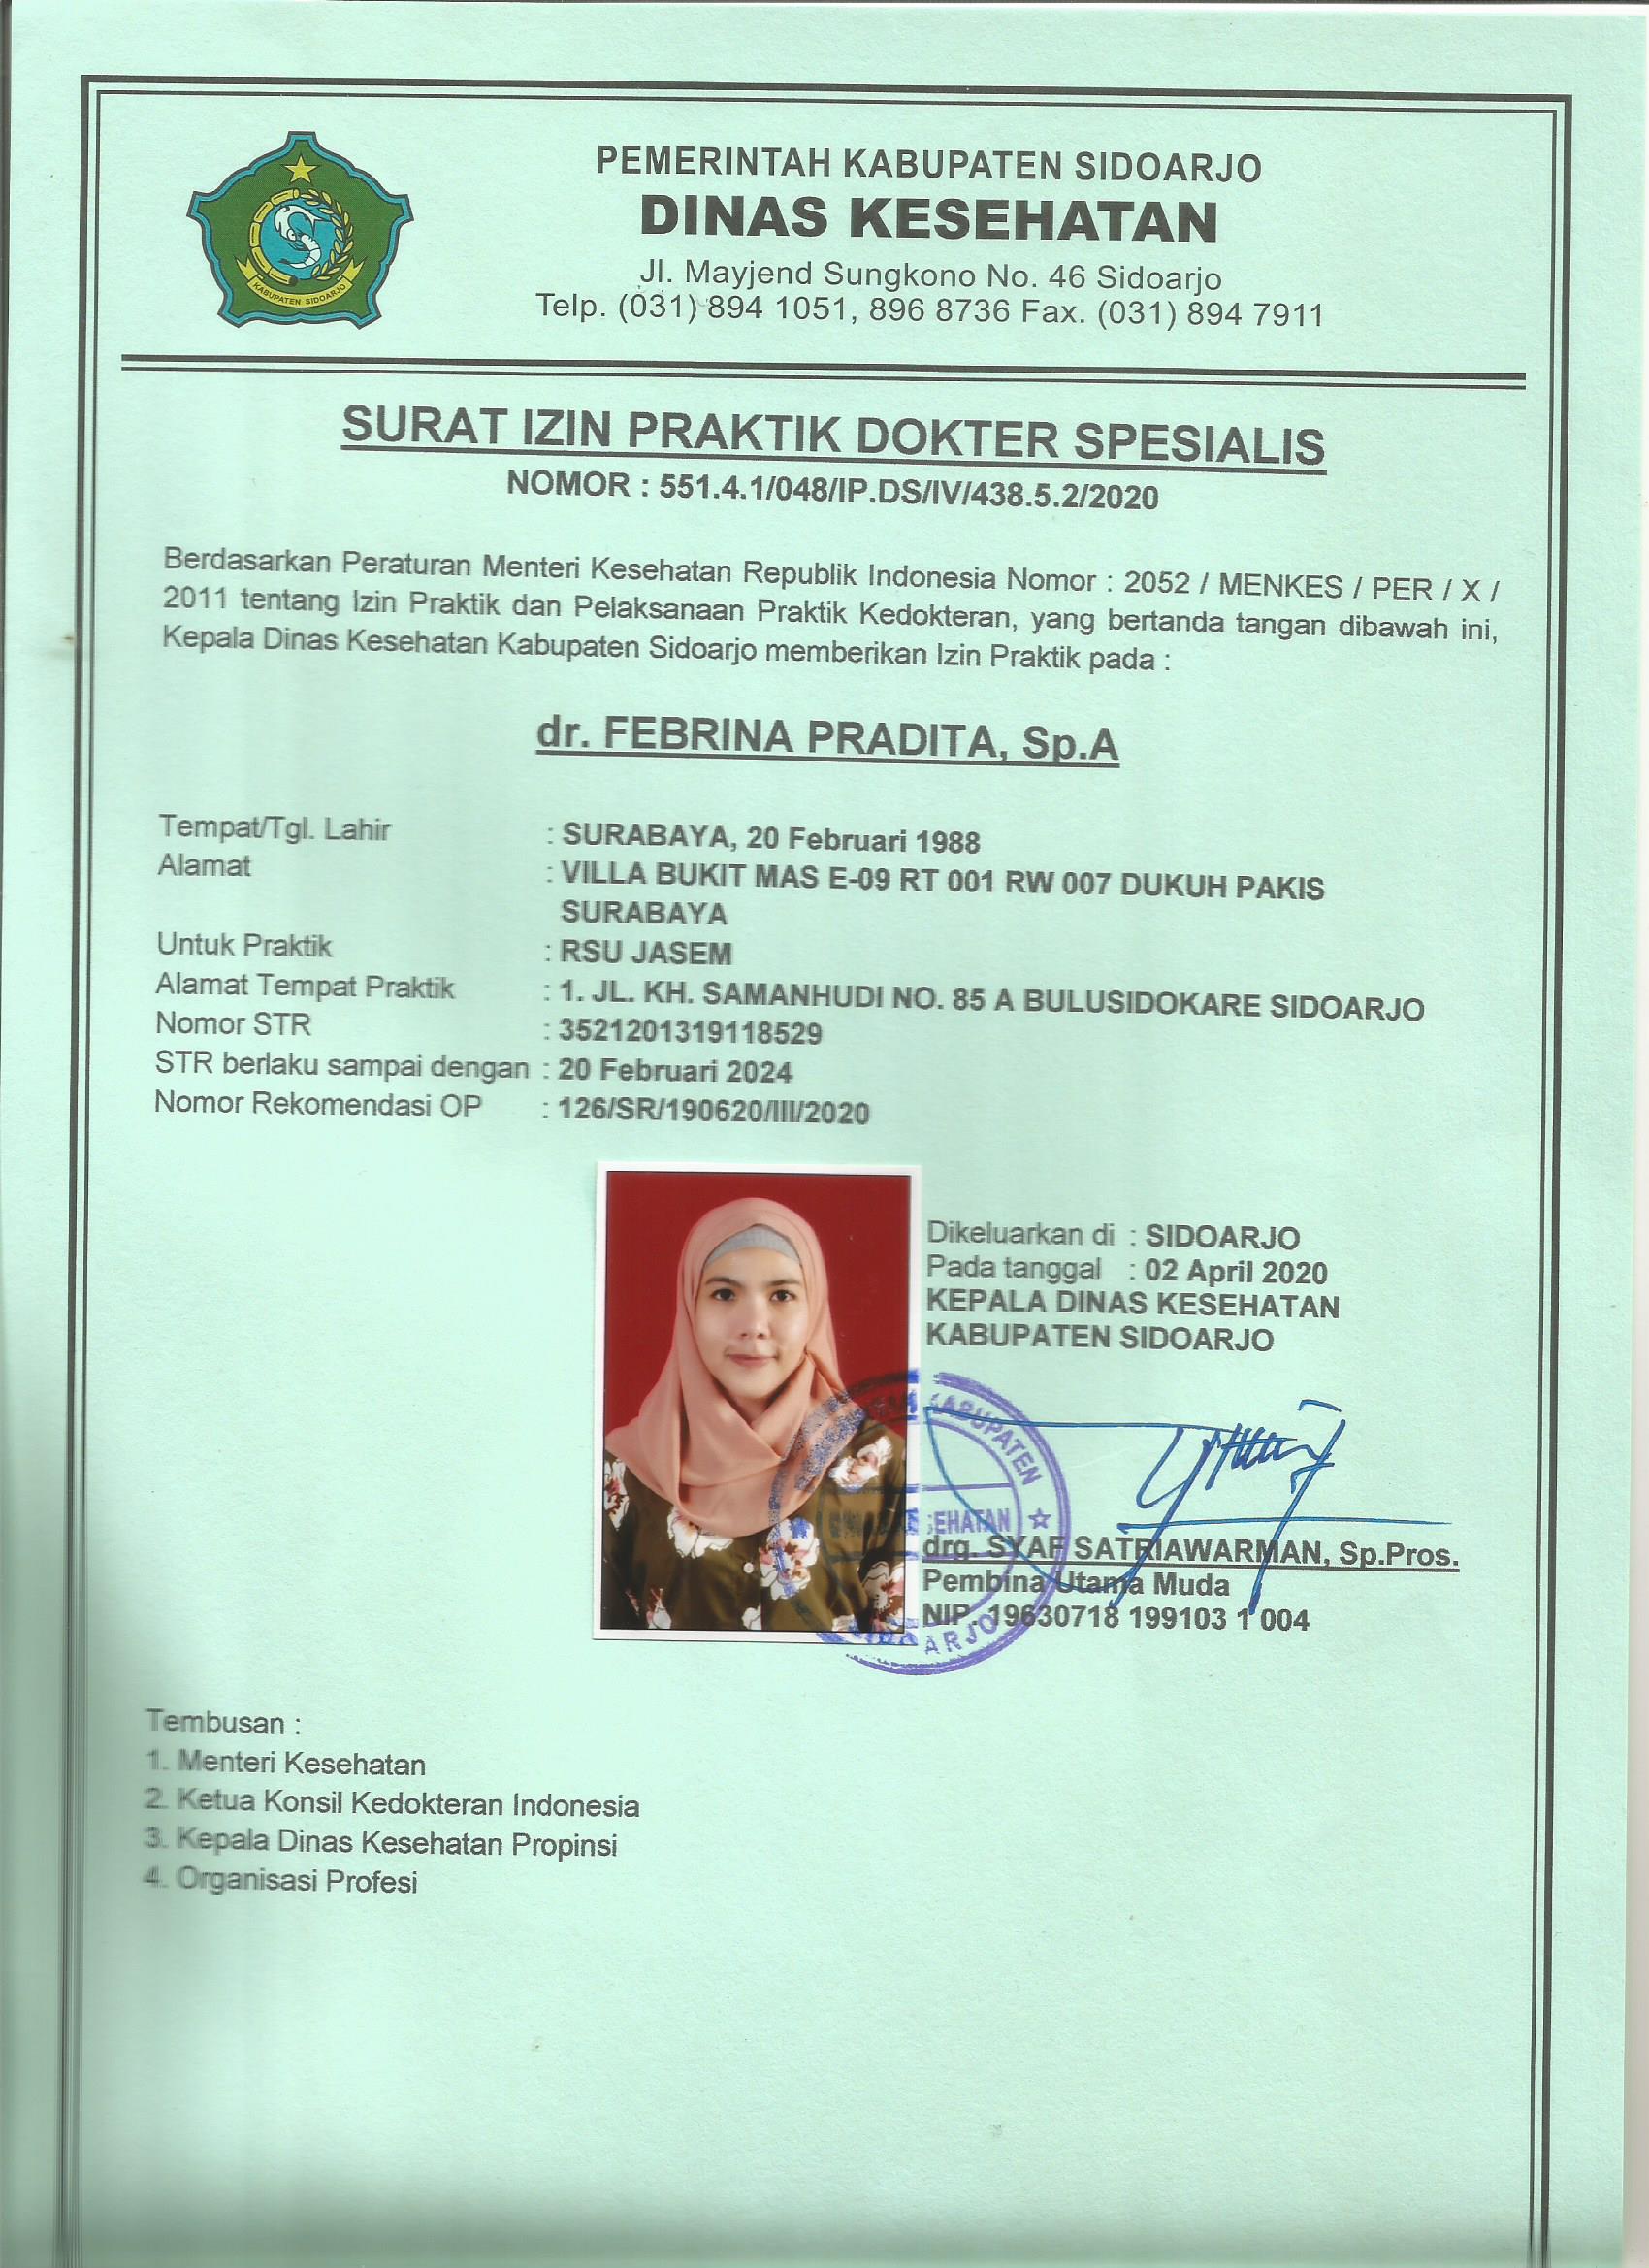 PEMERINTAH KABUPATEN SIDOARJO
DINAS KESEHATAN
Jl. Mayjend Sungkono No. 46 Sidoarjo
Telp. (031) 894 1051, 896 8736 Fax. (031) 894 7911
KABUPATEN SIDOARJO
SURAT IZIN PRAKTIK DOKTER SPESIALIS
NOMOR : 551.4.1/048/IP.DS/IV/438.5.2/2020
Berdasarkan Peraturan Menteri Kesehatan Republik Indonesia Nomor : 2052 / MENKES / PER / X /
2011 tentang Izin Praktik dan Pelaksanaan Praktik Kedokteran, yang bertanda tangan dibawah ini,
Kepala Dinas Kesehatan Kabupaten Sidoarjo memberikan Izin Praktik pada :
dr. FEBRINA PRADITA, Sp.A
Tempat/Tgl. Lahir : SURABAYA, 20 Februari 1988
Alamat : VILLA BUKIT MAS E-09 RT 001 RW 007 DUKUH PAKIS
SURABAYA
Untuk Praktik : RSU JASEM
Alamat Tempat Praktik : 1. JL. KH. SAMANHUDI NO. 85 A BULUSIDOKARE SIDOARJO
Nomor STR : 3521201319118529
STR berlaku sampai dengan : 20 Februari 2024
Nomor Rekomendasi OP : 126/SR/190620/III/2020
Dikeluarkan di : SIDOARJO
Pada tanggal : 02 April 2020
KEPALA DINAS KESEHATAN
KABUPATEN SIDOARJO
KABUPATEN
drg. SYAF SATRIAWARMAN, Sp.Pros.
Pembina Utama Muda
NIP. 19630718 199103 1 004
Tembusan :
1. Menteri Kesehatan
2. Ketua Konsil Kedokteran Indonesia
3. Kepala Dinas Kesehatan Propinsi
4. Organisasi Profesi